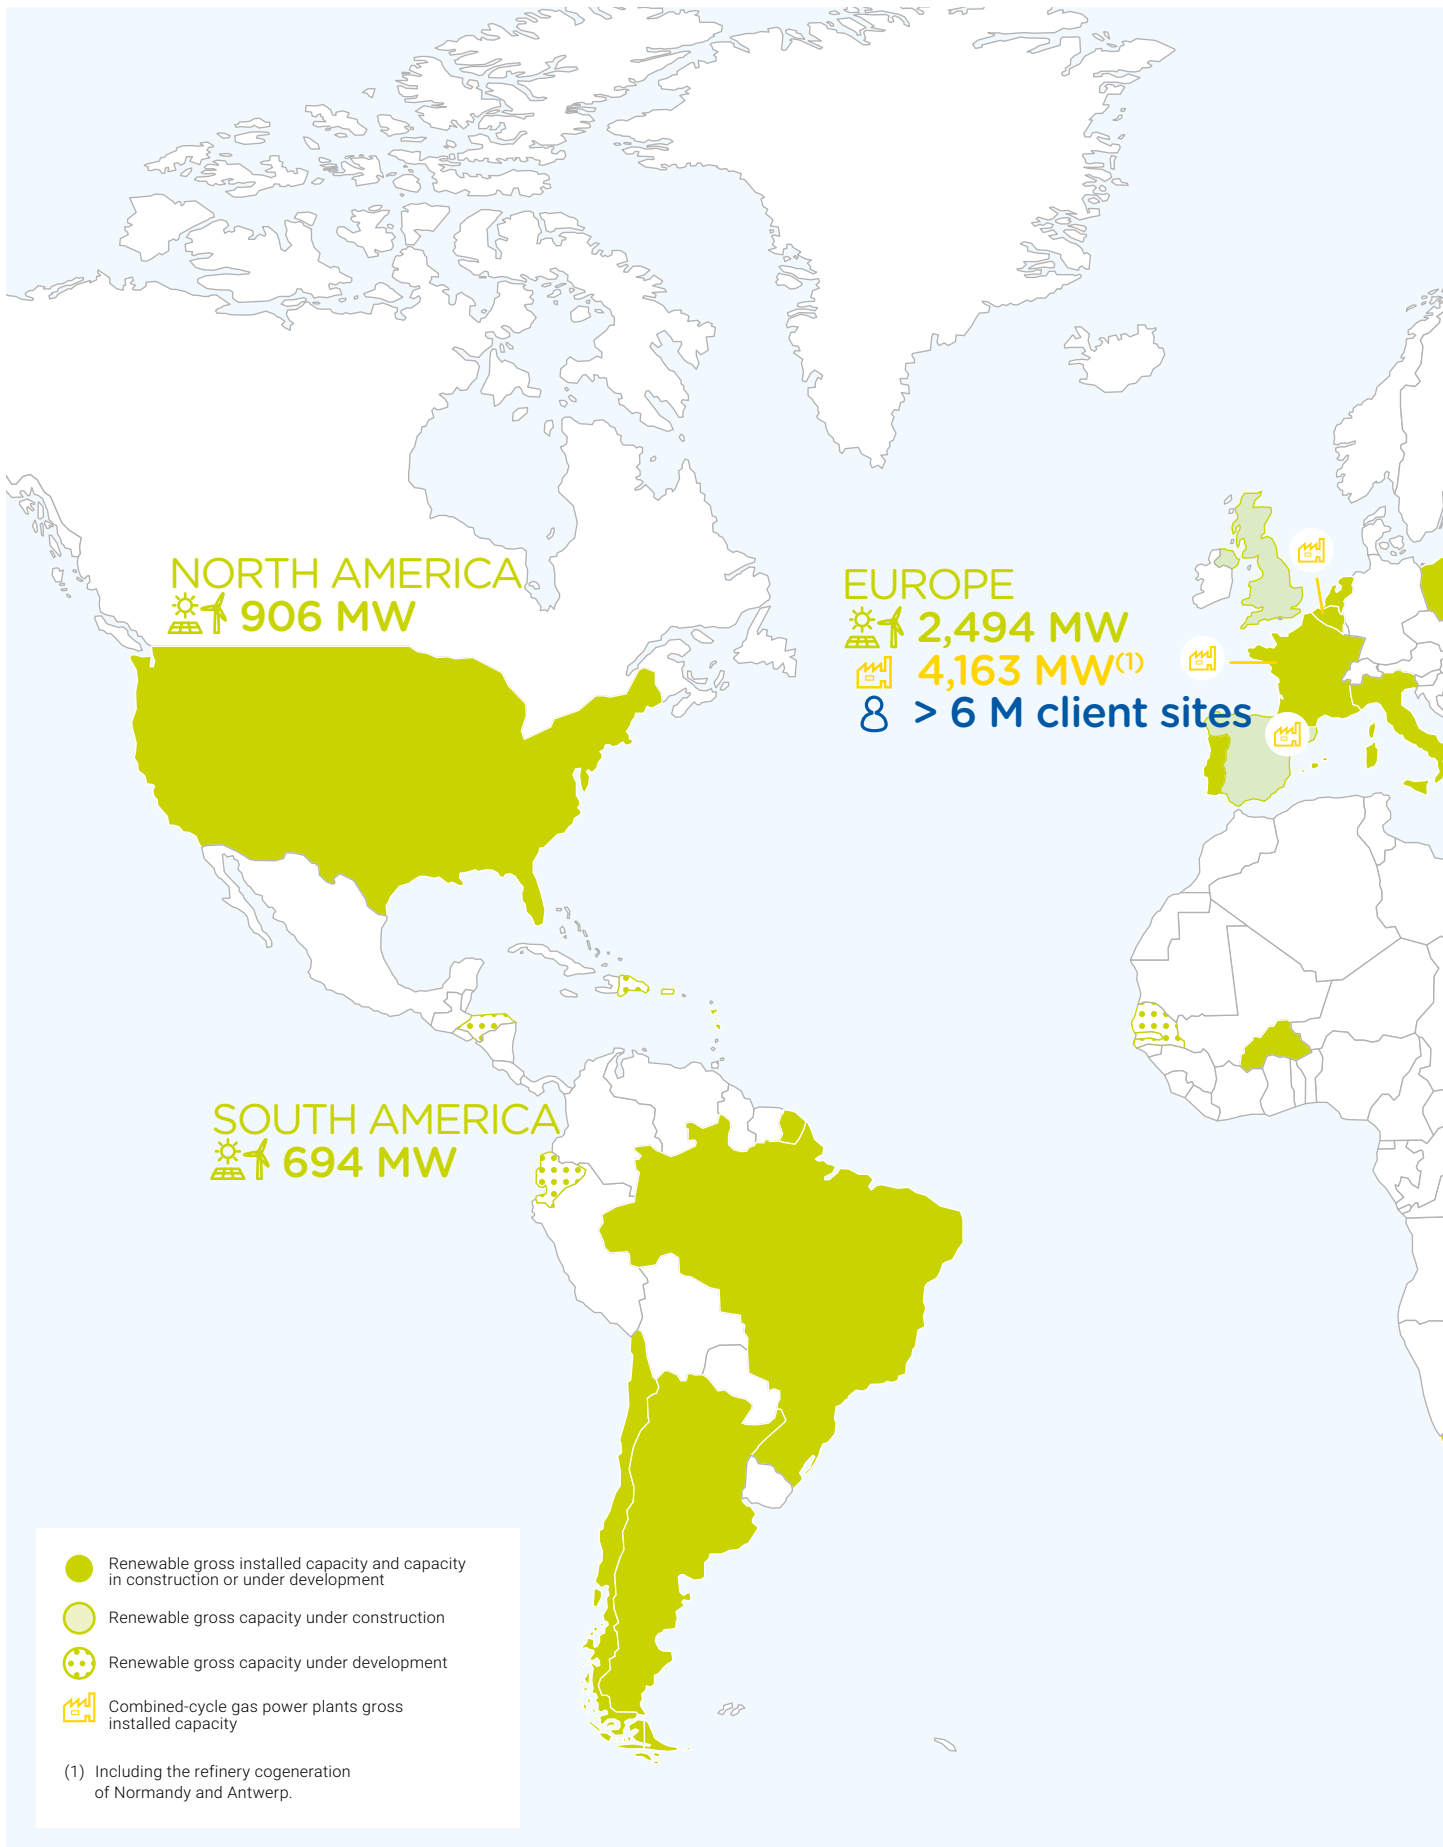 NORTH AMERICA
906 MW
EUROPE
2,494 MW
4,163 MW(1)
> 6 M client sites
SOUTH AMERICA
694 MW
Renewable gross installed capacity and capacity
in construction or under development
Renewable gross capacity under construction
Renewable gross capacity under development
Combined-cycle gas power plants gross
installed capacity
(1) Including the refinery cogeneration
of Normandy and Antwerp.